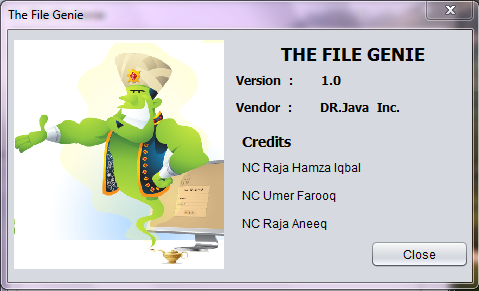 The File Genie
THE FILE GENIE
Version : 1.0
Vendor : DR.Java Inc.
Credits
NC Raja Hamza Iqbal
NC Umer Farooq
NC Raja Aneeq
Close